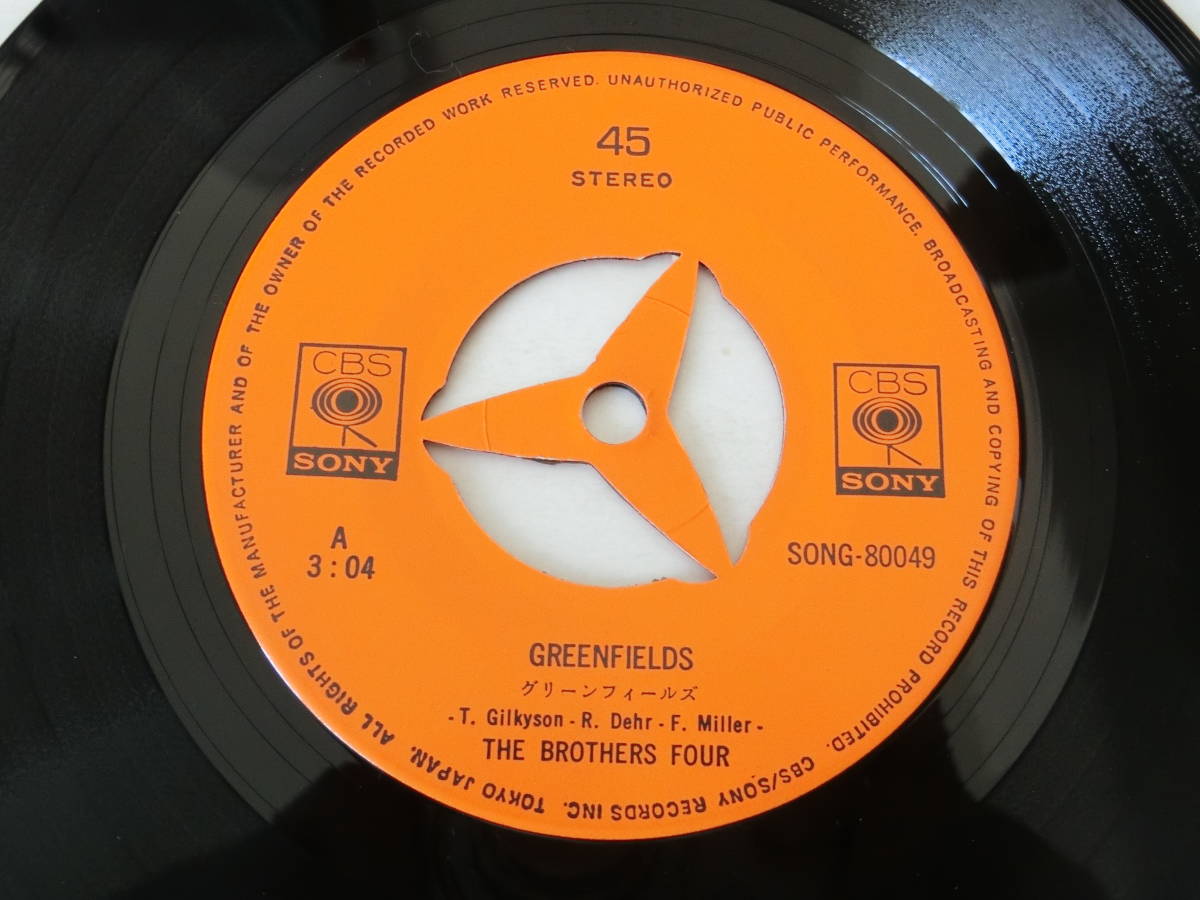 ALL RIGHTS OF THE MANUFACTURER AND OF THE OWNER OF THE RECORDED WORK RESERVED. UNAUTHORIZED PUBLIC PERFORMANCE, BROADCASTING AND COPYING OF THIS RECORD PROHIBITED. CBS/SONY RECORDS INC. TOKYO JAPAN.
45
STEREO
CBS
SONY
CBS
SONY
A
3:04
SONG-80049
GREENFIELDS
グリーンフィールズ
- T. Gilkyson - R. Dehr - F. Miller -
THE BROTHERS FOUR